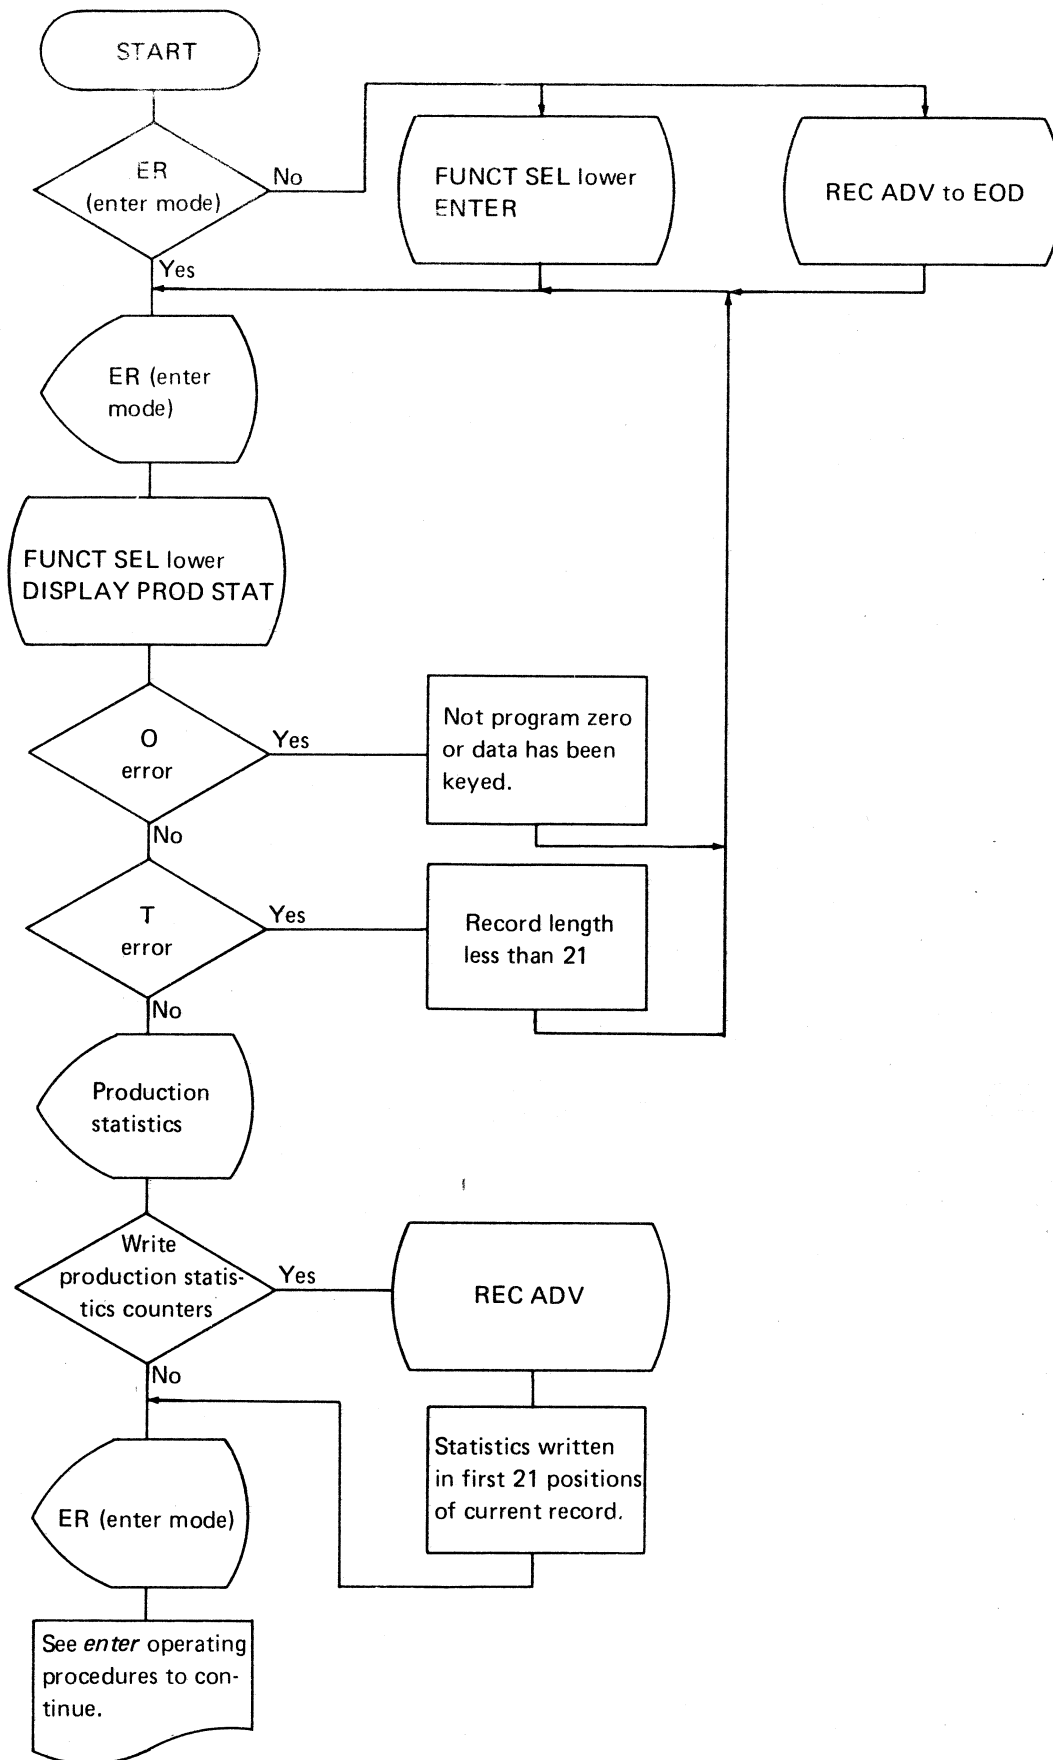 START
ER
(enter mode)
No
FUNCT SEL lower
ENTER
REC ADV to EOD
Yes
ER (enter
mode)
FUNCT SEL lower
DISPLAY PROD STAT
O
error
Yes
Not program zero
or data has been
keyed.
No
T
error
Yes
Record length
less than 21
No
Production
statistics
Write
production statis-
tics counters
Yes
REC ADV
No
Statistics written
in first 21 positions
of current record.
ER (enter mode)
See enter operating
procedures to con-
tinue.